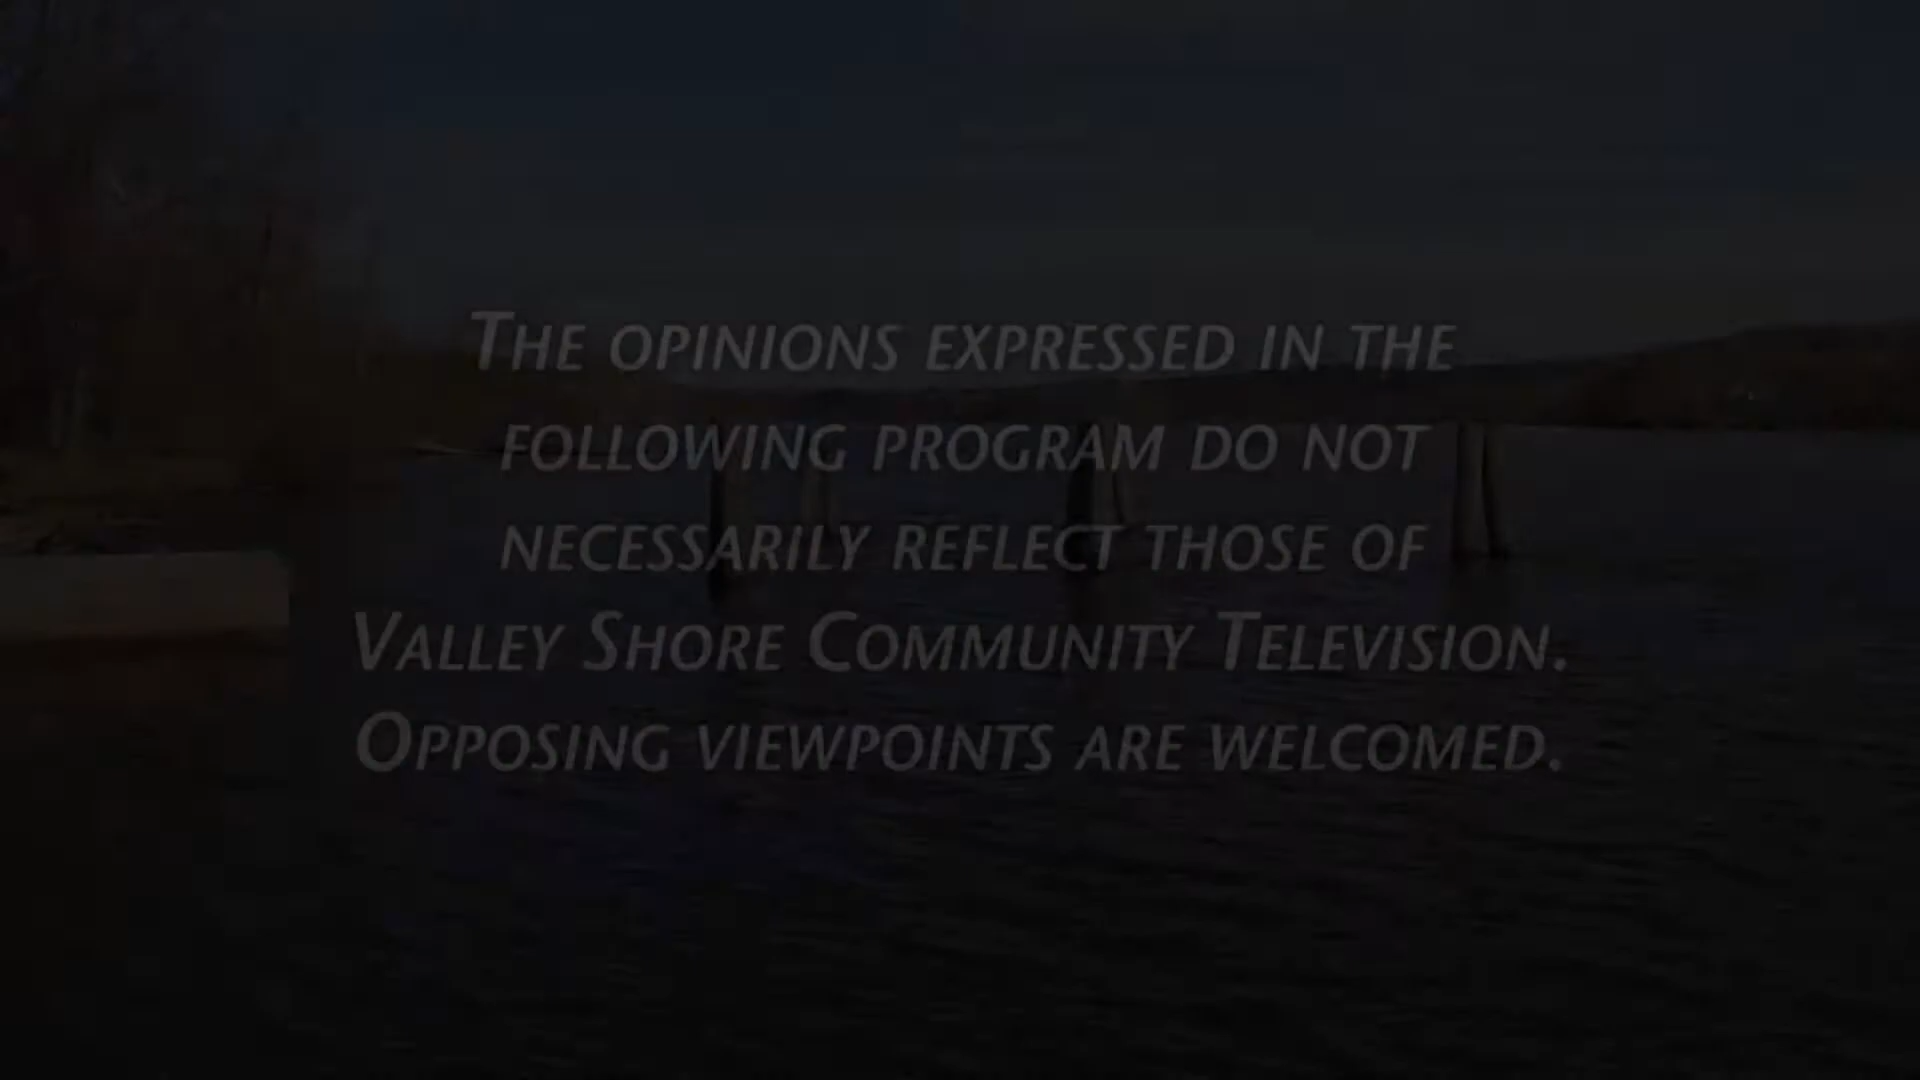 The opinions expressed in the
following program do not
necessarily reflect those of
Valley Shore Community Television.
Opposing viewpoints are welcomed.